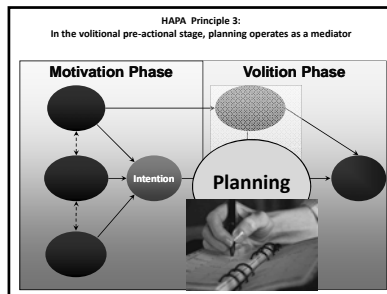 HAPA Principle 3:
In the volitional pre-actional stage, planning operates as a mediator
Motivation Phase
Volition Phase
Intention
Planning